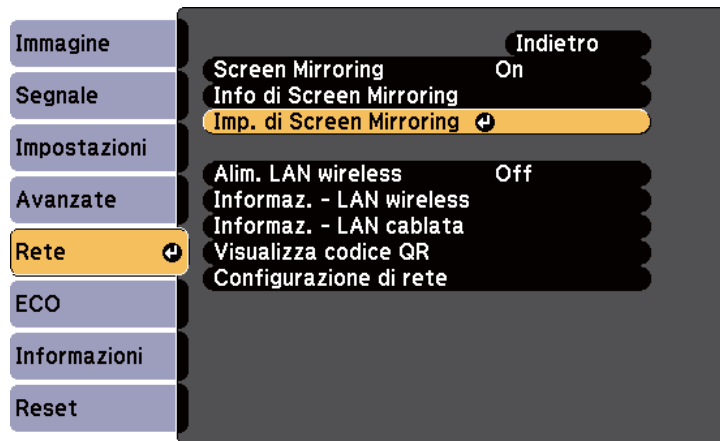 Immagine
Segnale
Impostazioni
Avanzate
Rete
ECO
Informazioni
Reset
Indietro
Screen Mirroring On
Info di Screen Mirroring
Imp. di Screen Mirroring
Alim. LAN wireless Off
Informaz. - LAN wireless
Informaz. - LAN cablata
Visualizza codice QR
Configurazione di rete